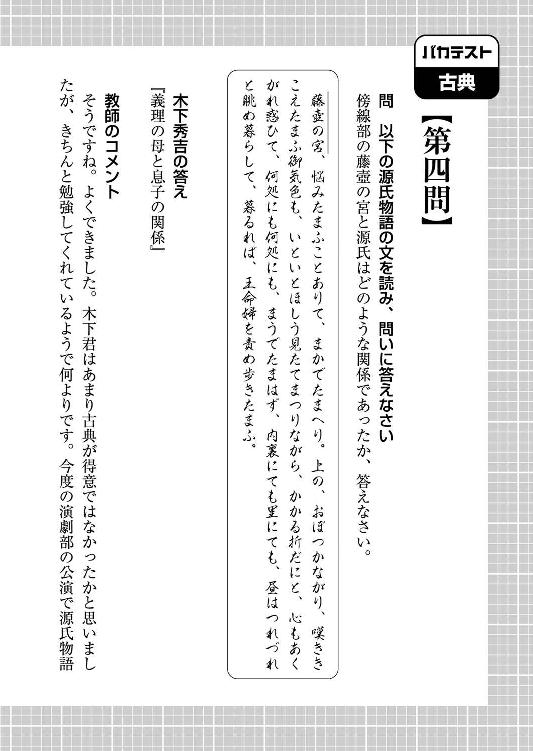 バカテスト
古典
【第四問】
問　以下の源氏物語の文を読み、問いに答えなさい
傍線部の藤壺の宮と源氏はどのような関係であったか、答えなさい。
藤壺の宮、悩みたまふことありて、まかでたまへり。上の、おぼつかながり、嘆きき
こえたまふ御気色も、いといとほしう見たてまつりながら、かかる折だにと、心もあく
がれ惑ひて、何処にも何処にも、まうでたまはず、内裏にても里にても、昼はつれづれ
と眺め暮らして、暮るれば、王命婦を責め歩きたまふ。
木下秀吉の答え
『義理の母と息子の関係』
教師のコメント
そうですね。よくできました。木下君はあまり古典が得意ではなかったかと思いまし
たが、きちんと勉強してくれているようで何よりです。今度の演劇部の公演で源氏物語